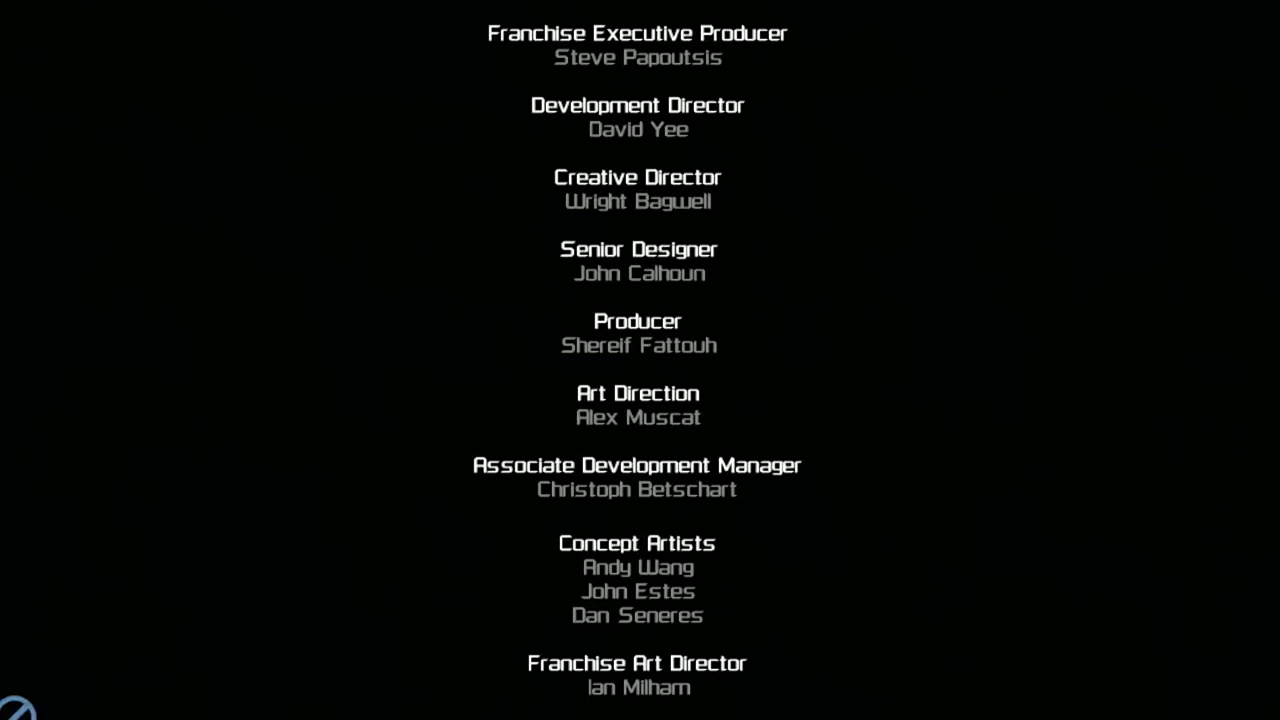 Franchise Executive Producer
Steve Papoutsis
Development Director
David Yee
Creative Director
Wright Bagwell
Senior Designer
John Calhoun
Producer
Shereif Fattouh
Art Direction
Alex Muscat
Associate Development Manager
Christoph Betschart
Concept Artists
Andy Wang
John Estes
Dan Seneres
Franchise Art Director
Ian Milham